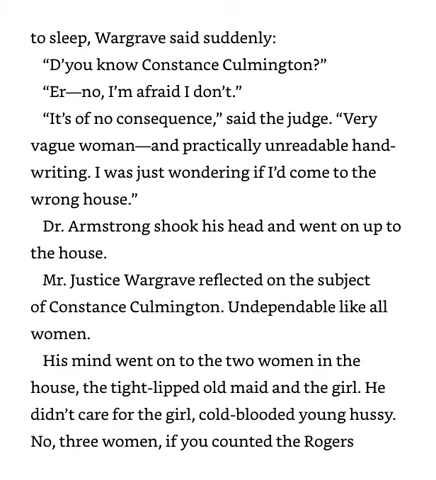 to sleep, Wargrave said suddenly:
“D’you know Constance Culmington?”
“Er—no, I’m afraid I don’t.”
“It’s of no consequence,” said the judge. “Very
vague woman—and practically unreadable hand-
writing. I was just wondering if I’d come to the
wrong house.”
Dr. Armstrong shook his head and went on up to
the house.
Mr. Justice Wargrave reflected on the subject
of Constance Culmington. Undependable like all
women.
His mind went on to the two women in the
house, the tight-lipped old maid and the girl. He
didn’t care for the girl, cold-blooded young hussy.
No, three women, if you counted the Rogers